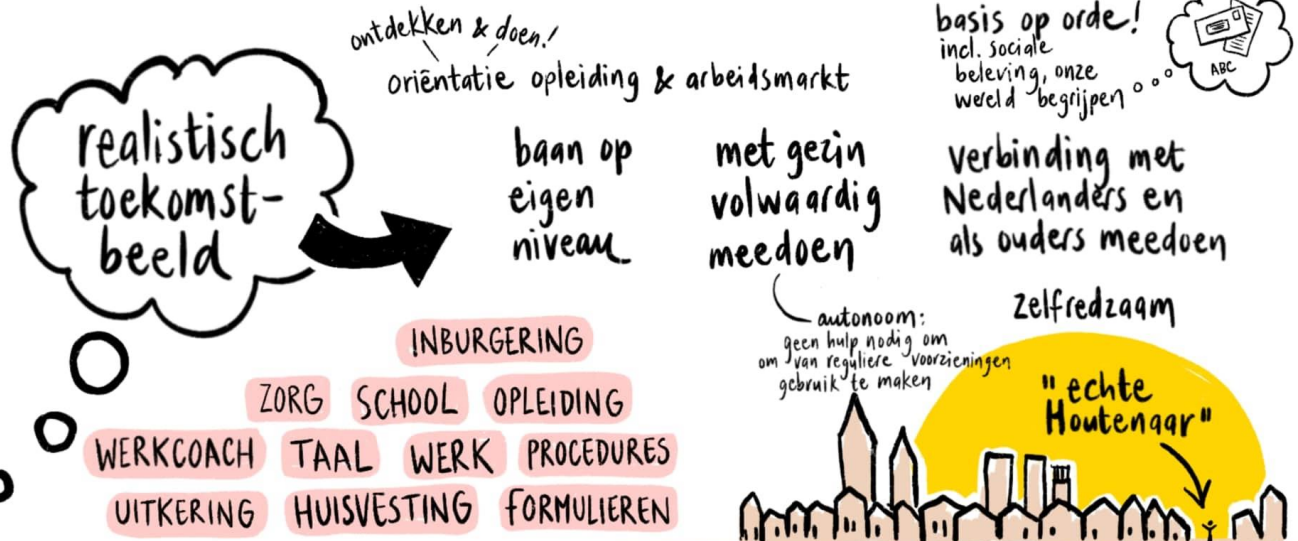 ontdekken & doen!
oriëntatie opleiding & arbeidsmarkt
basis op orde!
incl. sociale
beleving, onze
wereld begrijpen
ABC
realistisch
toekomst-
beeld
baan op
eigen
niveau
met gezin
volwaardig
meedoen
verbinding met
Nederlanders en
als ouders meedoen
autonoom:
geen hulp nodig om
om van reguliere voorzieningen
gebruik te maken
zelfredzaam
"echte
Houtenaar"
INBURGERING
ZORG SCHOOL OPLEIDING
WERKCOACH TAAL WERK PROCEDURES
UITKERING HUISVESTING FORMULIEREN